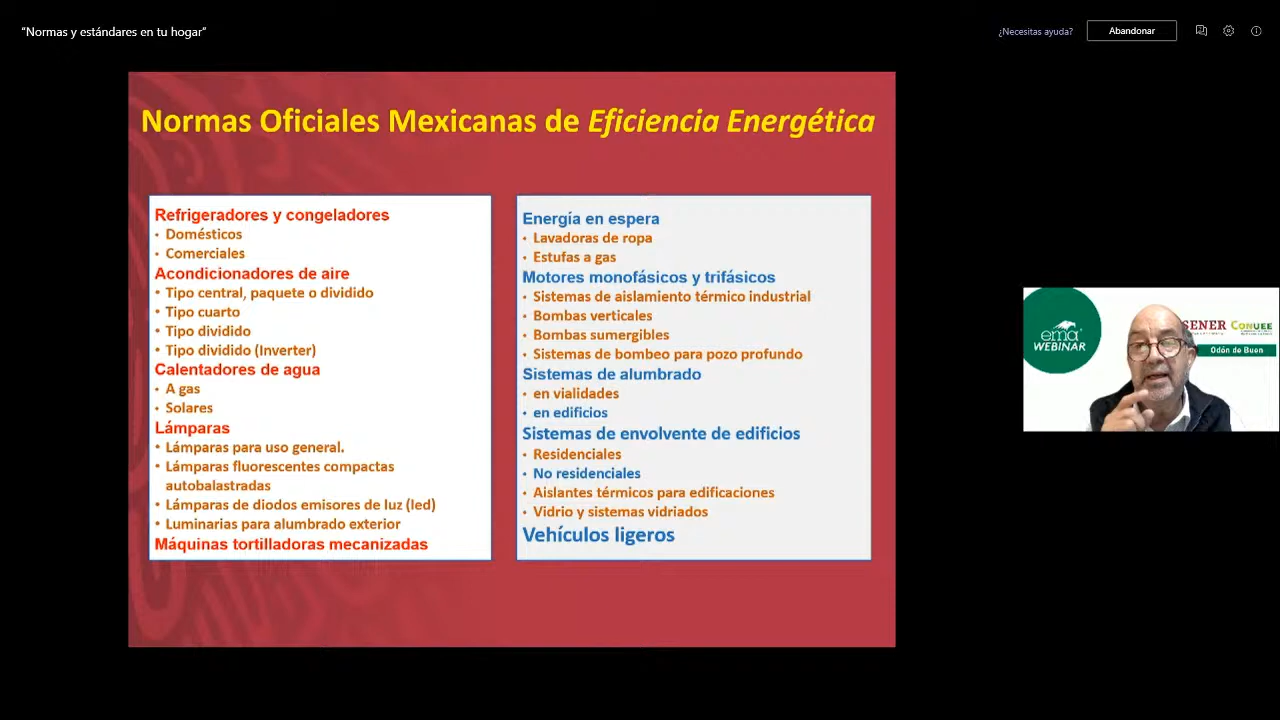 “Normas y estándares en tu hogar”
¿Necesitas ayuda?
Abandonar
Normas Oficiales Mexicanas de Eficiencia Energética
Refrigeradores y congeladores
• Domésticos
• Comerciales
Acondicionadores de aire
• Tipo central, paquete o dividido
• Tipo cuarto
• Tipo dividido
• Tipo dividido (Inverter)
Calentadores de agua
• A gas
• Solares
Lámparas
• Lámparas para uso general.
• Lámparas fluorescentes compactas
autobalastradas
• Lámparas de diodos emisores de luz (led)
• Luminarias para alumbrado exterior
Máquinas tortilladoras mecanizadas
Energía en espera
• Lavadoras de ropa
• Estufas a gas
Motores monofásicos y trifásicos
• Sistemas de aislamiento térmico industrial
• Bombas verticales
• Bombas sumergibles
• Sistemas de bombeo para pozo profundo
Sistemas de alumbrado
• en vialidades
• en edificios
Sistemas de envolvente de edificios
• Residenciales
• No residenciales
• Aislantes térmicos para edificaciones
• Vidrio y sistemas vidriados
Vehículos ligeros
ema
WEBINAR
SENER
CONUEE
Odón de Buen